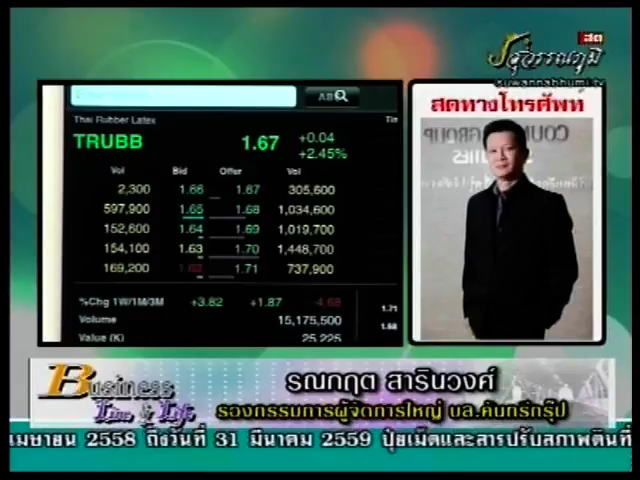 สด
สุวรรณภูมิ
suwannabhumi.tv
สดทางโทรศัพท์
Thai Rubber Latex
TRUBB 1.67 +0.04
+2.45%
Vol Bid Offer Vol
2,300 1.66 1.67 305,600
597,900 1.65 1.68 1,034,600
152,600 1.64 1.69 1,019,700
154,100 1.63 1.70 1,448,700
169,200 1.62 1.71 737,900
%Chg 1W/1M/3M +3.82 +1.87 -4.68
1.71
Volume 15,175,500
1.68
Value (K) 25,225
Business
Line & Life
รณกฤต สารินวงศ์
รองกรรมการผู้จัดการใหญ่ บล.คันทรี่กรุ๊ป
เมษายน 2558 ถึงวันที่ 31 มีนาคม 2559 ปุ๋ยเม็ดและสารปรับสภาพดินที่